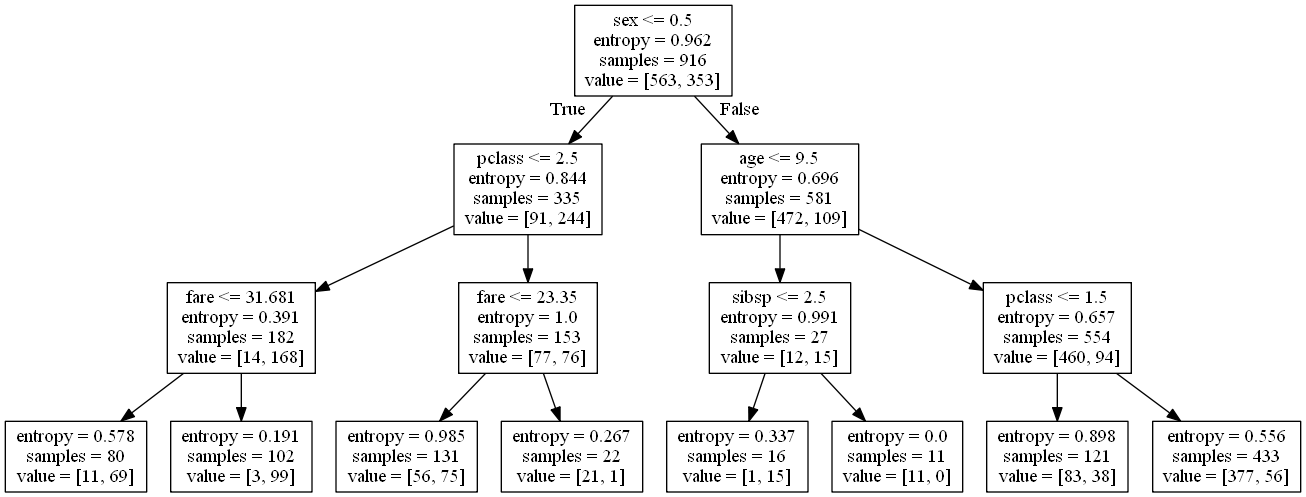 sex <= 0.5
entropy = 0.962
samples = 916
value = [563, 353]
True
False
pclass <= 2.5
entropy = 0.844
samples = 335
value = [91, 244]
age <= 9.5
entropy = 0.696
samples = 581
value = [472, 109]
fare <= 31.681
entropy = 0.391
samples = 182
value = [14, 168]
fare <= 23.35
entropy = 1.0
samples = 153
value = [77, 76]
sibsp <= 2.5
entropy = 0.991
samples = 27
value = [12, 15]
pclass <= 1.5
entropy = 0.657
samples = 554
value = [460, 94]
entropy = 0.578
samples = 80
value = [11, 69]
entropy = 0.191
samples = 102
value = [3, 99]
entropy = 0.985
samples = 131
value = [56, 75]
entropy = 0.267
samples = 22
value = [21, 1]
entropy = 0.337
samples = 16
value = [1, 15]
entropy = 0.0
samples = 11
value = [11, 0]
entropy = 0.898
samples = 121
value = [83, 38]
entropy = 0.556
samples = 433
value = [377, 56]